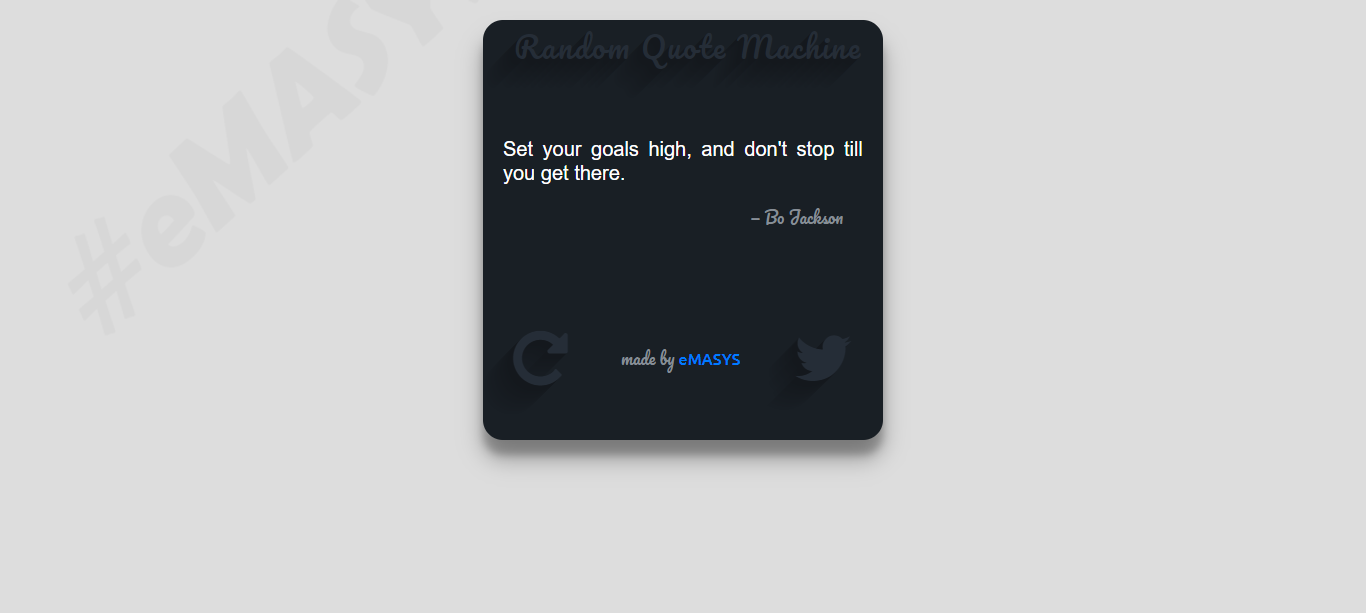 #eMASY
Random Quote Machine
Set your goals high, and don't stop till
you get there.
– Bo Jackson
made by eMASYS